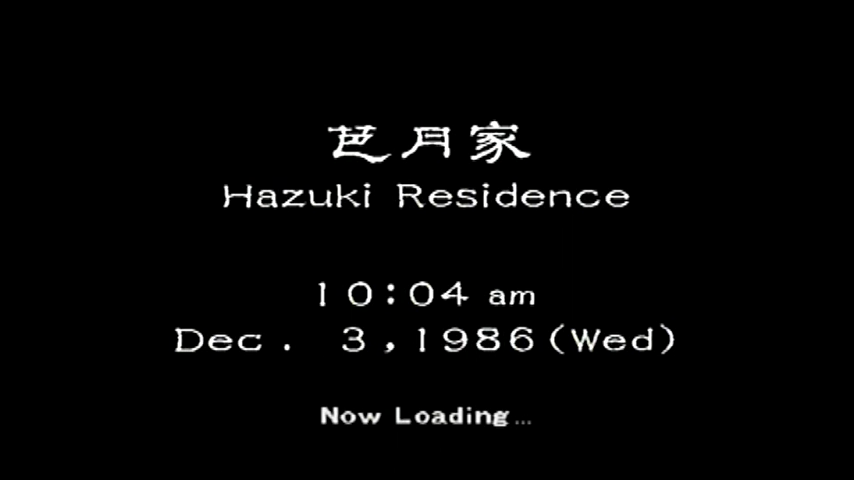 芭月家
Hazuki Residence
10:04 am
Dec. 3,1986(Wed)
Now Loading...